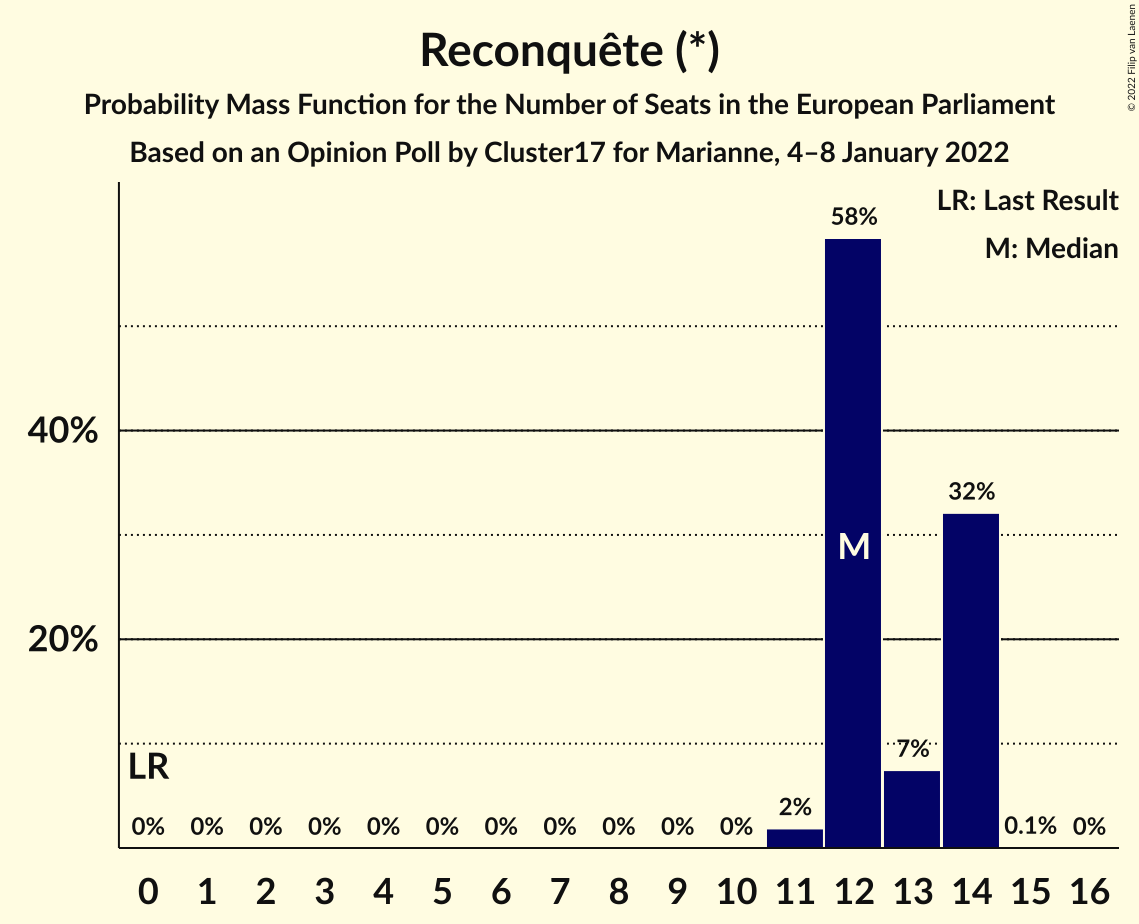 Reconquête (*)
Probability Mass Function for the Number of Seats in the European Parliament
Based on an Opinion Poll by Cluster17 for Marianne, 4–8 January 2022
© 2022 Filip van Laenen
LR: Last Result
M: Median
58%
40%
32%
M
20%
7%
LR
2%
0% 0% 0% 0% 0% 0% 0% 0% 0% 0% 0% 0.1% 0%
0 1 2 3 4 5 6 7 8 9 10 11 12 13 14 15 16